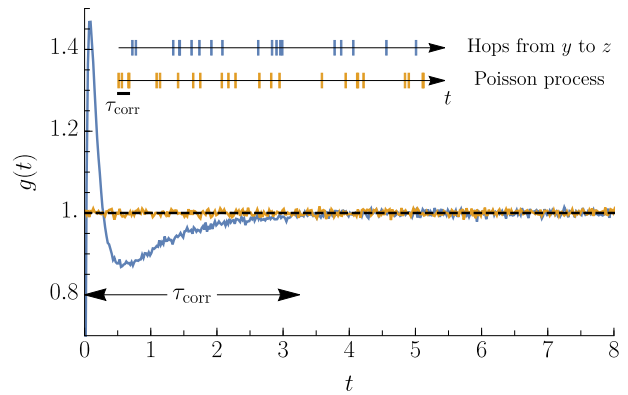 1.4
Hops from y to z
Poisson process
τcorr
t
1.2
g(t)
1.
0.8
τcorr
0 1 2 3 4 5 6 7 8
t